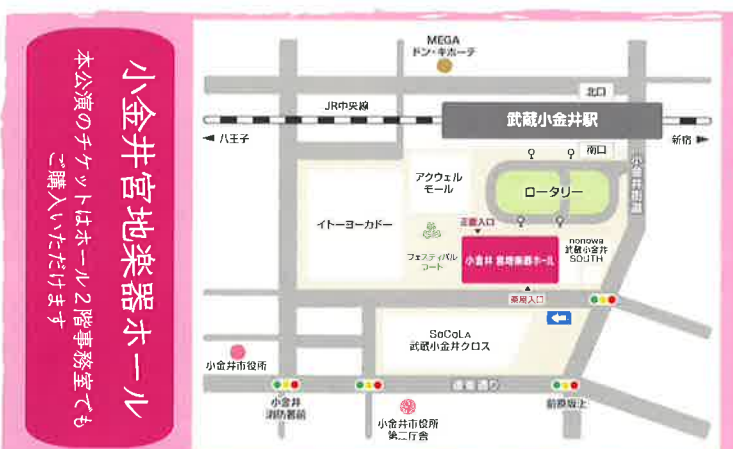 小金井宮地楽器ホール
本公演のチケットはホール2階事務室でも
ご購入いただけます
MEGA
ドン・キホーテ
北口
JR中央線
武蔵小金井駅
八王子
新宿
南口
小金井街道
アクウェル
モール
ロータリー
イトーヨーカドー
正面入口
フェスティバル
コート
小金井 宮地楽器ホール
nonowa
武蔵小金井
SOUTH
楽屋入口
SoCoLA
武蔵小金井クロス
小金井市役所
連雀通り
小金井
消防署前
前原坂上
小金井市役所
第二庁舎